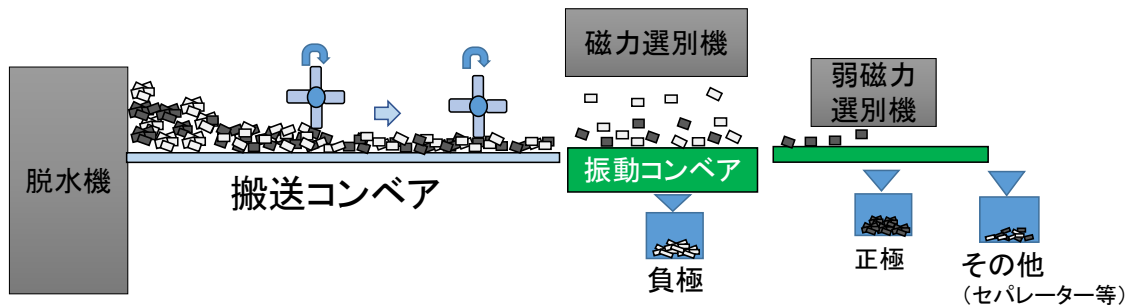 脱水機
搬送コンベア
磁力選別機
振動コンベア
負極
弱磁力
選別機
正極
その他
（セパレーター等）